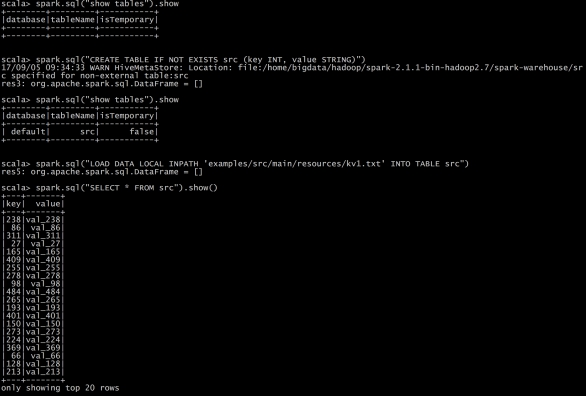 scala> spark.sql("show tables").show
+--------+---------+-----------+
|database|tableName|isTemporary|
+--------+---------+-----------+
+--------+---------+-----------+
scala> spark.sql("CREATE TABLE IF NOT EXISTS src (key INT, value STRING)")
17/09/05 09:34:33 WARN HiveMetaStore: Location: file:/home/bigdata/hadoop/spark-2.1.1-bin-hadoop2.7/spark-warehouse/sr
c specified for non-external table:src
res3: org.apache.spark.sql.DataFrame = []
scala> spark.sql("show tables").show
+--------+---------+-----------+
|database|tableName|isTemporary|
+--------+---------+-----------+
| default|      src|      false|
+--------+---------+-----------+
scala> spark.sql("LOAD DATA LOCAL INPATH 'examples/src/main/resources/kv1.txt' INTO TABLE src")
res5: org.apache.spark.sql.DataFrame = []
scala> spark.sql("SELECT * FROM src").show()
+---+-------+
|key|  value|
+---+-------+
|238|val_238|
| 86| val_86|
|311|val_311|
| 27| val_27|
|165|val_165|
|409|val_409|
|255|val_255|
|278|val_278|
| 98| val_98|
|484|val_484|
|265|val_265|
|193|val_193|
|401|val_401|
|150|val_150|
|273|val_273|
|224|val_224|
|369|val_369|
| 66| val_66|
|128|val_128|
|213|val_213|
+---+-------+
only showing top 20 rows